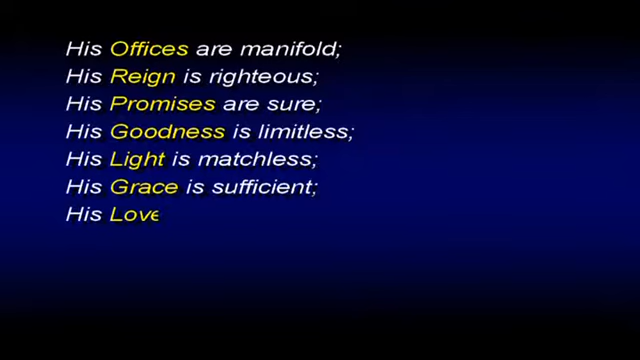 His Offices are manifold;
His Reign is righteous;
His Promises are sure;
His Goodness is limitless;
His Light is matchless;
His Grace is sufficient;
His Love